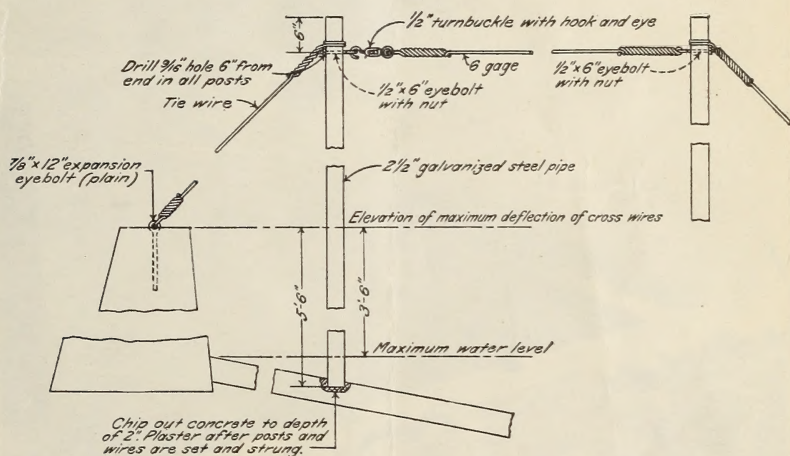 6"
1/2" turnbuckle with hook and eye
Drill 9/16" hole 6" from
end in all posts
6 gage
1/2" x 6" eyebolt
with nut
1/2" x 6" eyebolt
with nut
Tie wire
7/8" x 12" expansion
eyebolt (plain)
2 1/2" galvanized steel pipe
Elevation of maximum deflection of cross wires
5'-6"
3'-6"
Maximum water level
Chip out concrete to depth
of 2". Plaster after posts and
wires are set and strung.